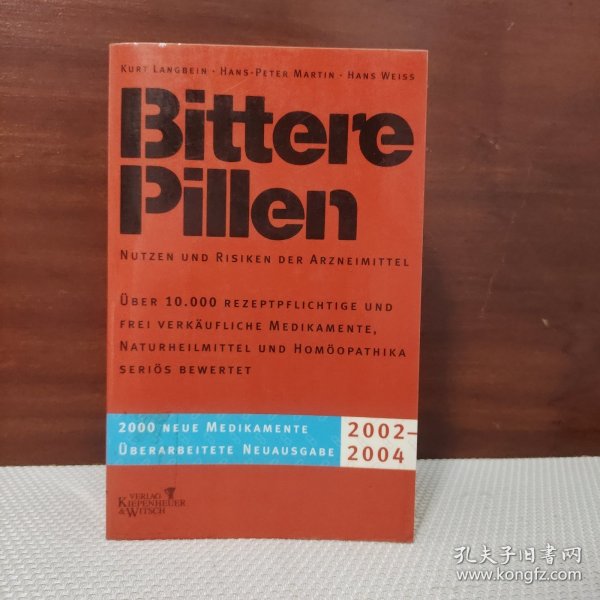 Kurt Langbein · Hans-Peter Martin · Hans Weiss
Bittere
Pillen
Nutzen und Risiken der Arzneimittel
Über 10.000 rezeptpflichtige und
frei verkäufliche Medikamente,
Naturheilmittel und Homöopathika
seriös bewertet
2000 neue Medikamente
Überarbeitete Neuausgabe
2002–
2004
Verlag
Kiepenheuer
& Witsch
孔夫子旧书网
www.kongfz.com